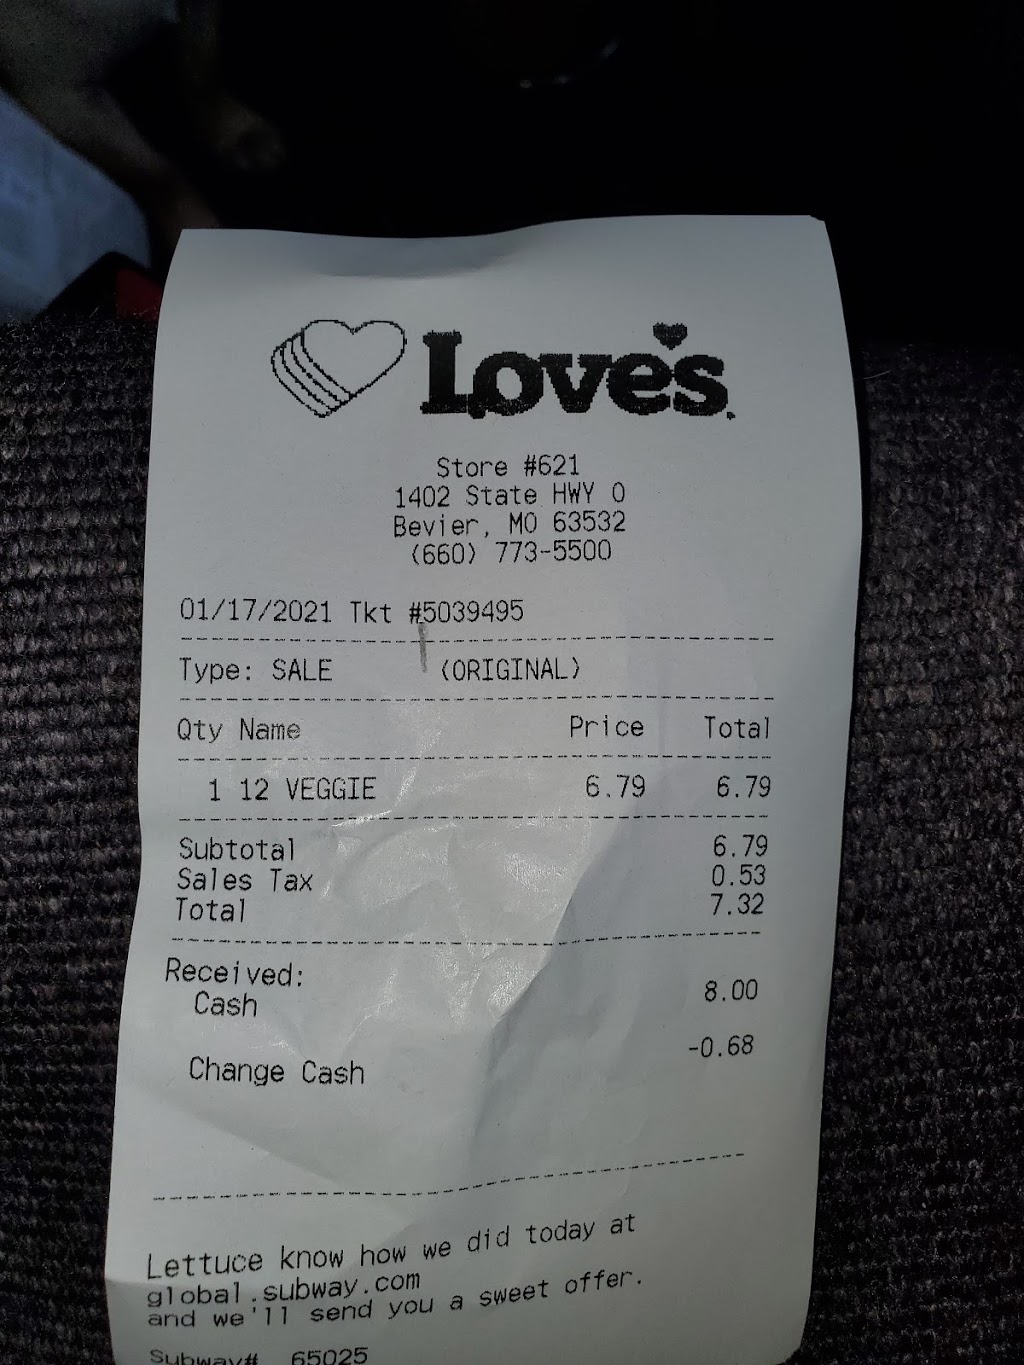 Love's
Store #621
1402 State HWY O
Bevier, MO 63532
(660) 773-5500
01/17/2021 Tkt #5039495
Type: SALE (ORIGINAL)
Qty Name Price Total
1 12 VEGGIE 6.79 6.79
Subtotal 6.79
Sales Tax 0.53
Total 7.32
Received:
Cash 8.00
Change Cash -0.68
Lettuce know how we did today at
global.subway.com
and we'll send you a sweet offer.
Subway# 65025